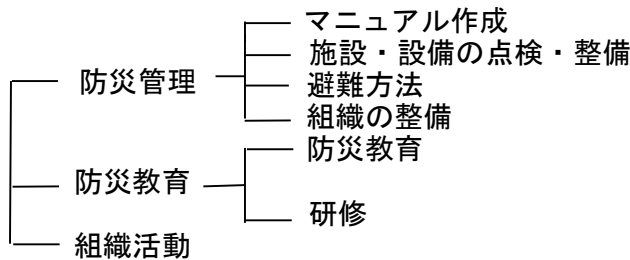 マニュアル作成
施設・設備の点検・整備
防災管理
避難方法
組織の整備
防災教育
防災教育
研修
組織活動